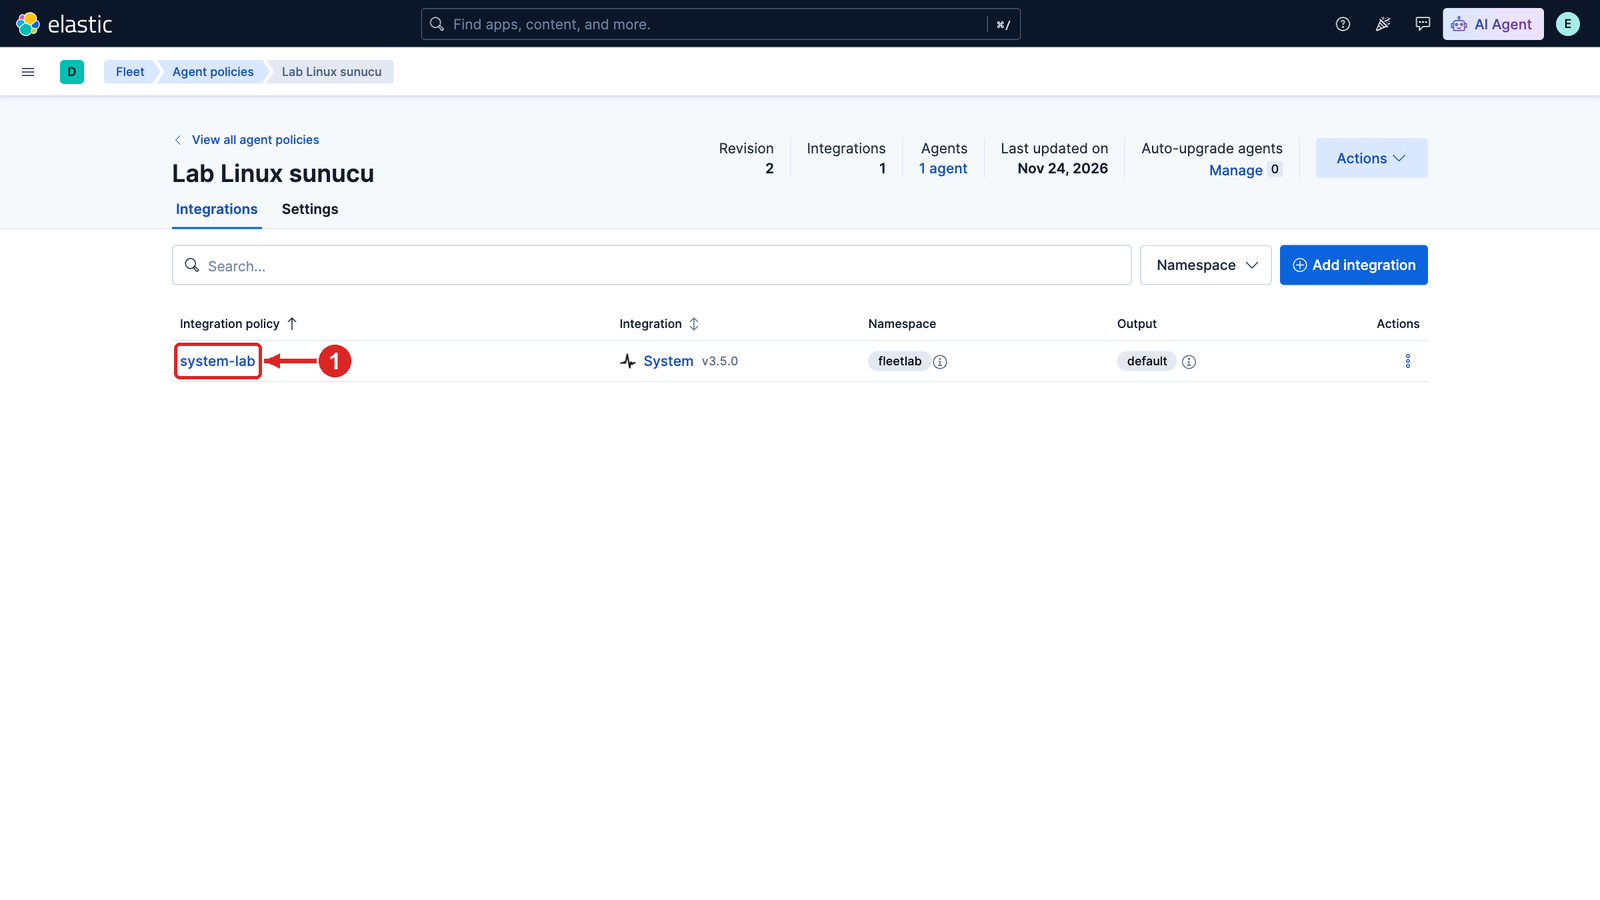 elastic
Find apps, content, and more.
⌘/
AI Agent
E
D
Fleet
Agent policies
Lab Linux sunucu
View all agent policies
Lab Linux sunucu
Revision
2
Integrations
1
Agents
1 agent
Last updated on
Nov 24, 2026
Auto-upgrade agents
Manage 0
Actions
Integrations
Settings
Search...
Namespace
Add integration
Integration policy
Integration
Namespace
Output
Actions
system-lab
1
System v3.5.0
fleetlab
default